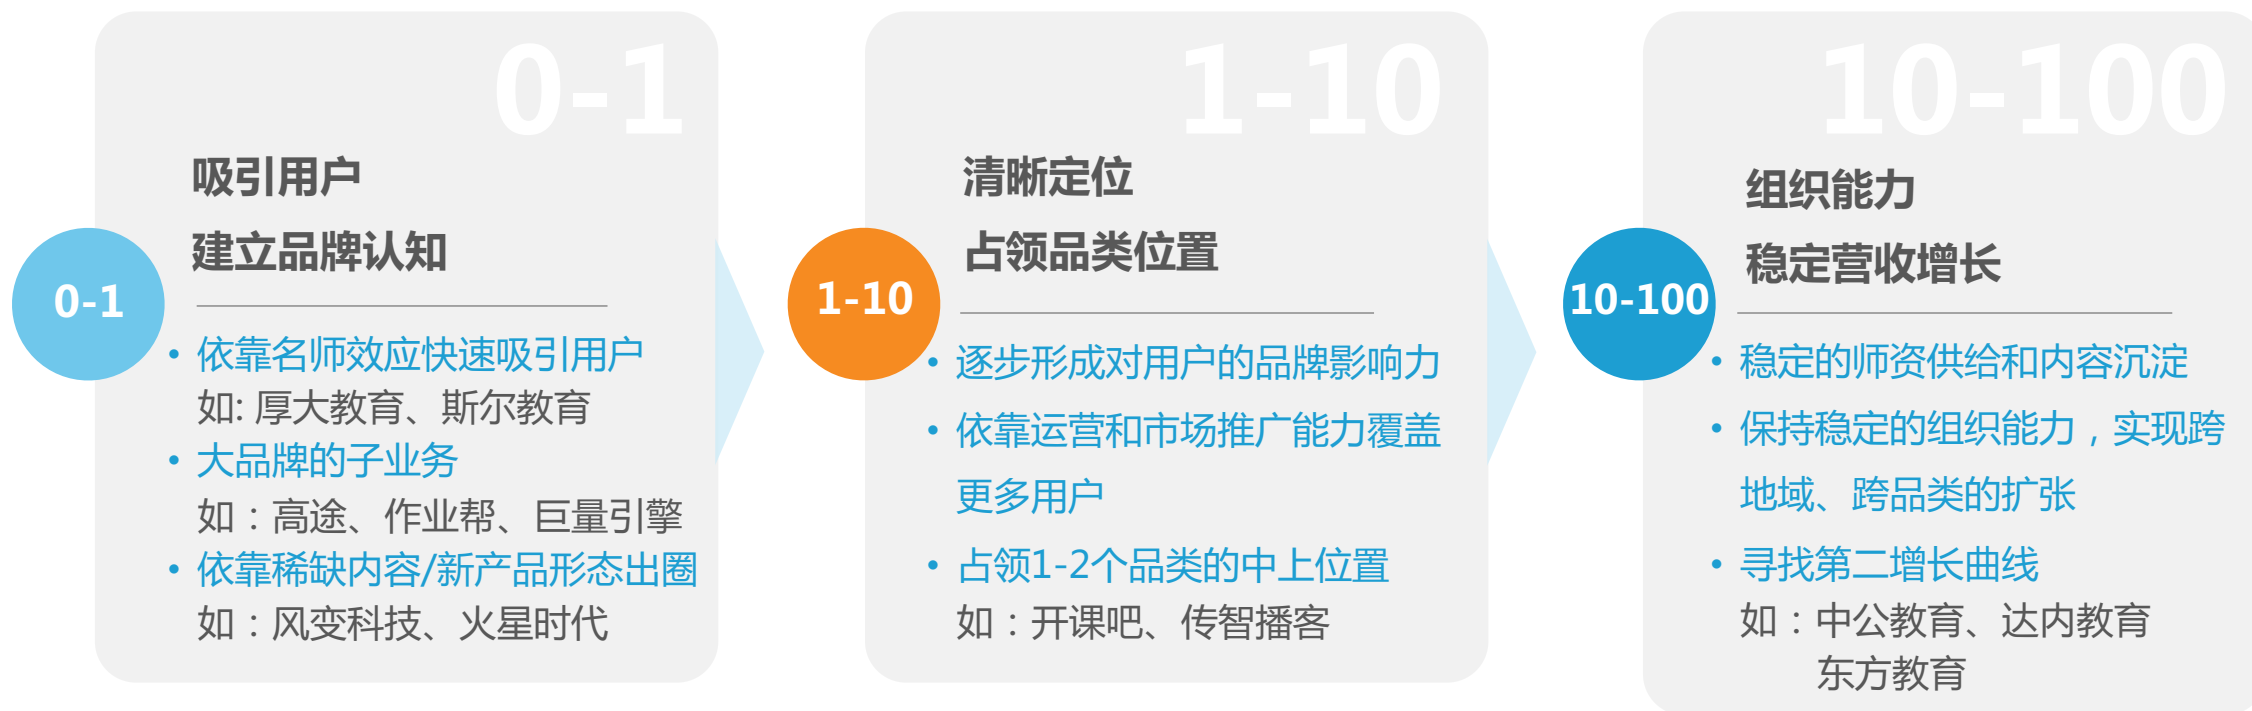 0-1
吸引用户
建立品牌认知
0-1
• 依靠名师效应快速吸引用户
如: 厚大教育、斯尔教育
• 大品牌的子业务
如：高途、作业帮、巨量引擎
• 依靠稀缺内容/新产品形态出圈
如：风变科技、火星时代
1-10
清晰定位
占领品类位置
1-10
• 逐步形成对用户的品牌影响力
• 依靠运营和市场推广能力覆盖
更多用户
• 占领1-2个品类的中上位置
如：开课吧、传智播客
10-100
组织能力
稳定营收增长
10-100
• 稳定的师资供给和内容沉淀
• 保持稳定的组织能力，实现跨
地域、跨品类的扩张
• 寻找第二增长曲线
如：中公教育、达内教育
东方教育